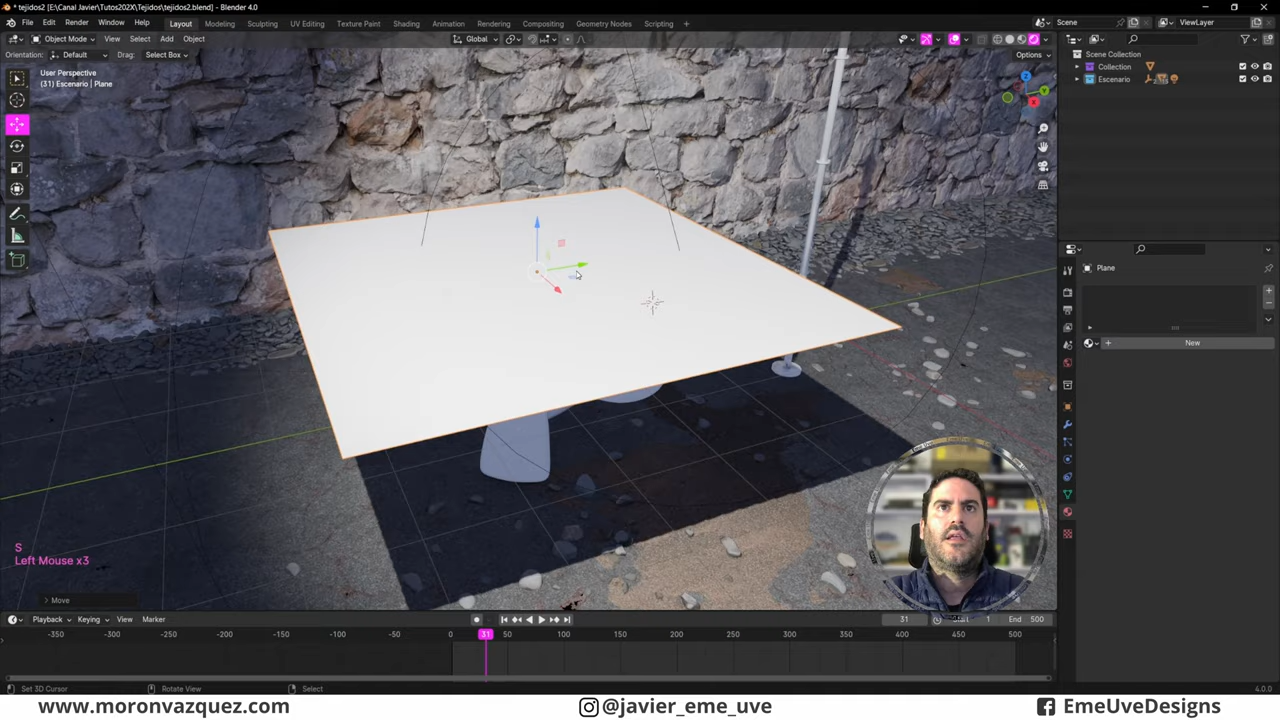 * tejidos2 [E:\Canal Javier\Tutos202X\Tejidos\tejidos2.blend] - Blender 4.0
File Edit Render Window Help Layout Modeling Sculpting UV Editing Texture Paint Shading Animation Rendering Compositing Geometry Nodes Scripting + Scene ViewLayer
Object Mode View Select Add Object Global
Orientation: Default Drag: Select Box Options
User Perspective
(31) Escenario | Plane
Scene Collection
Collection
Escenario
Plane
+ New
S
Left Mouse x3
> Move
Playback Keying View Marker 31 Start 1 End 500
-350 -300 -250 -200 -150 -100 -50 0 31 50 100 150 200 250 300 350 400 450 500
Set 3D Cursor Rotate View Select 4.0.0
www.moronvazquez.com @javier_eme_uve EmeUveDesigns